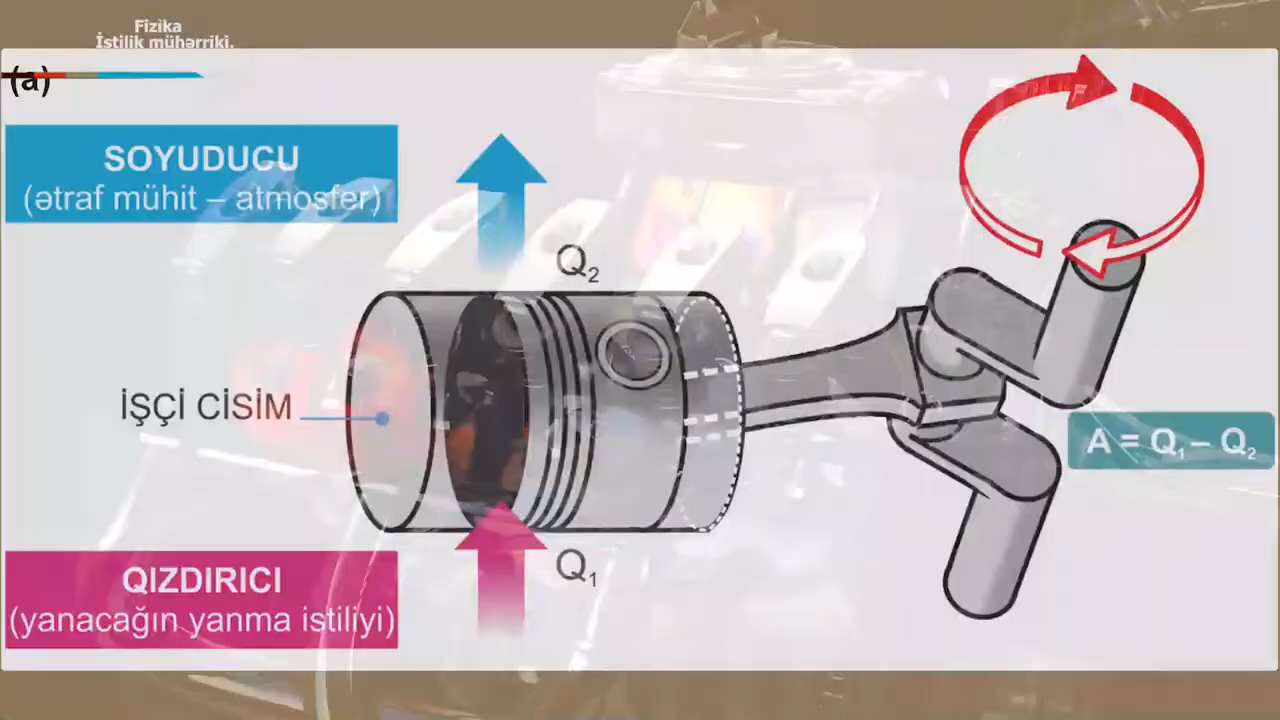 Fizika
İstilik mühərriki.
(a)
SOYUDUCU
(ətraf mühit – atmosfer)
Q₂
İŞÇİ CİSİM
A = Q₁ – Q₂
Q₁
QIZDIRICI
(yanacağın yanma istiliyi)